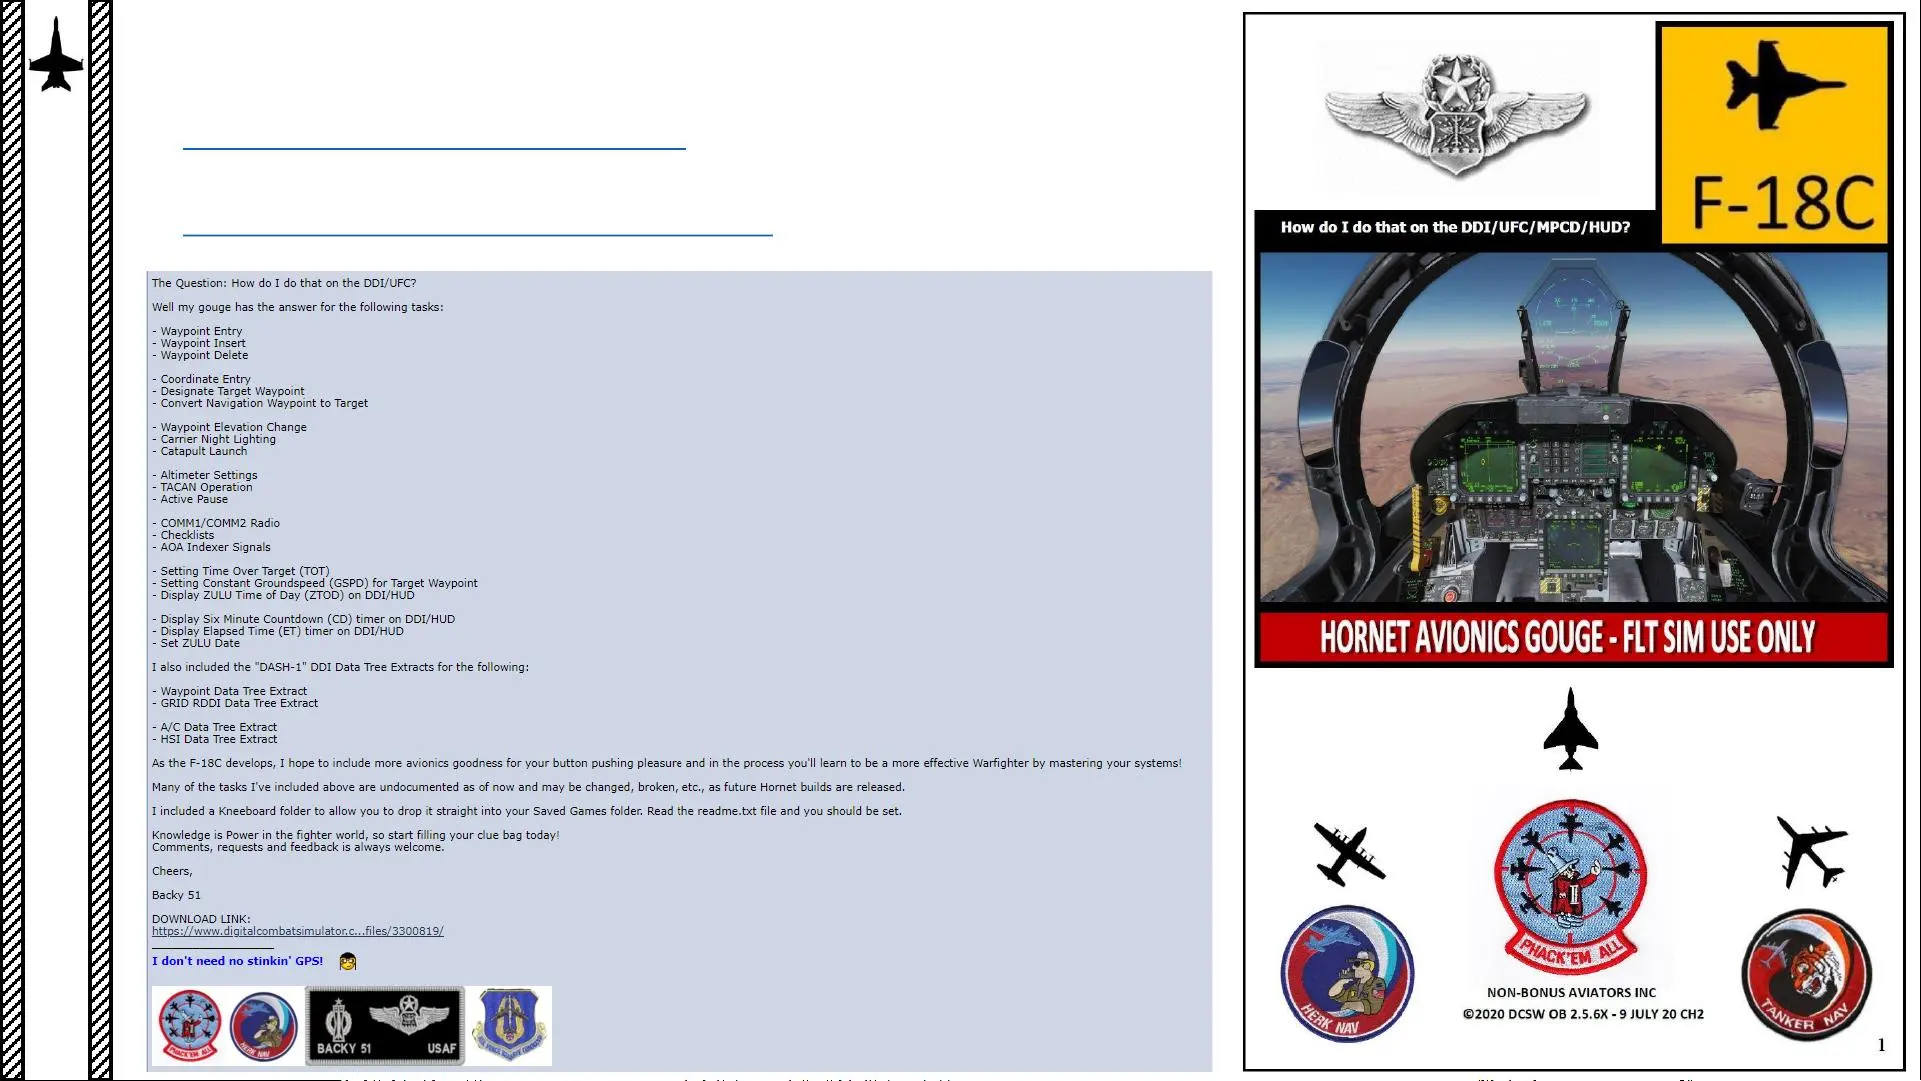 The Question: How do I do that on the DDI/UFC?
Well my gouge has the answer for the following tasks:
- Waypoint Entry
- Waypoint Insert
- Waypoint Delete
- Coordinate Entry
- Designate Target Waypoint
- Convert Navigation Waypoint to Target
- Waypoint Elevation Change
- Carrier Night Lighting
- Catapult Launch
- Altimeter Settings
- TACAN Operation
- Active Pause
- COMM1/COMM2 Radio
- Checklists
- AOA Indexer Signals
- Setting Time Over Target (TOT)
- Setting Constant Groundspeed (GSPD) for Target Waypoint
- Display ZULU Time of Day (ZTOD) on DDI/HUD
- Display Six Minute Countdown (CD) timer on DDI/HUD
- Display Elapsed Time (ET) timer on DDI/HUD
- Set ZULU Date
I also included the "DASH-1" DDI Data Tree Extracts for the following:
- Waypoint Data Tree Extract
- GRID RDDI Data Tree Extract
- A/C Data Tree Extract
- HSI Data Tree Extract
As the F-18C develops, I hope to include more avionics goodness for your button pushing pleasure and in the process you'll learn to be a more effective Warfighter by mastering your systems!
Many of the tasks I've included above are undocumented as of now and may be changed, broken, etc., as future Hornet builds are released.
I included a Kneeboard folder to allow you to drop it straight into your Saved Games folder. Read the readme.txt file and you should be set.
Knowledge is Power in the fighter world, so start filling your clue bag today!
Comments, requests and feedback is always welcome.
Cheers,
Backy 51
DOWNLOAD LINK:
https://www.digitalcombatsimulator.c...files/3300819/
I don't need no stinkin' GPS!
PHACK'EM ALL
HERK NAV
BACKY 51 USAF
F-18C
How do I do that on the DDI/UFC/MPCD/HUD?
HORNET AVIONICS GOUGE - FLT SIM USE ONLY
PHACK'EM ALL
HERK NAV
TANKER NAV
NON-BONUS AVIATORS INC
©2020 DCSW OB 2.5.6X - 9 JULY 20 CH2
1